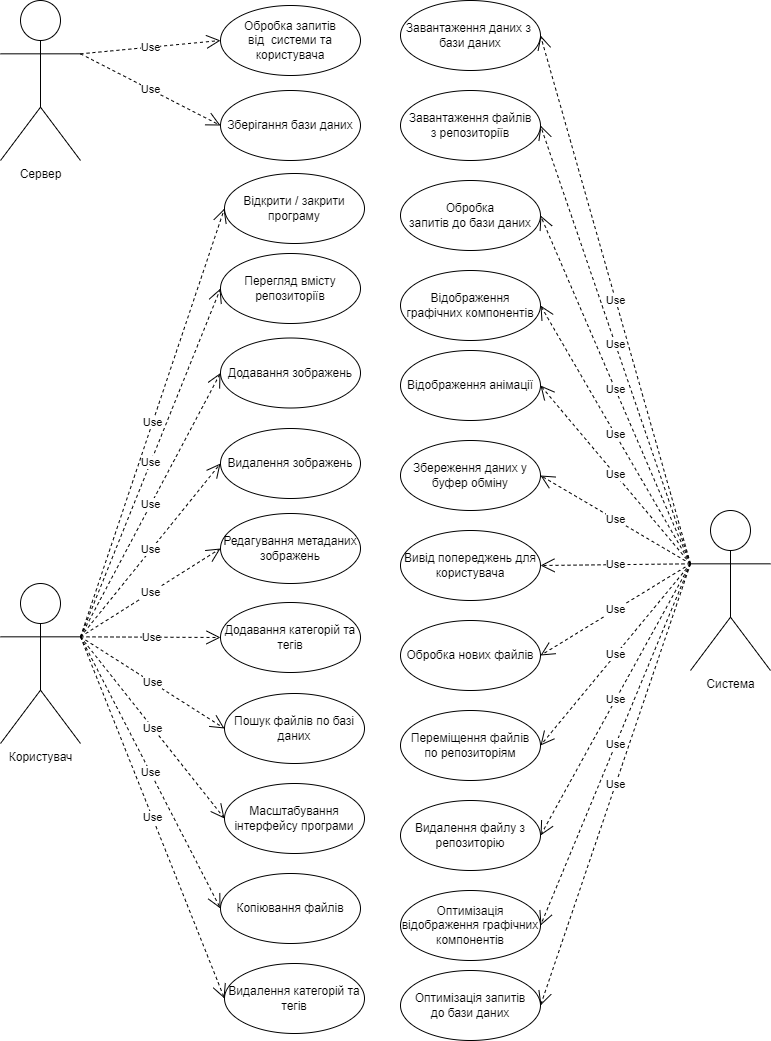 Сервер
Use
Use
Обробка запитів
від системи та
користувача
Зберігання бази даних
Користувач
Use
Use
Use
Use
Use
Use
Use
Use
Use
Use
Відкрити / закрити
програму
Перегляд вмісту
репозиторіїв
Додавання зображень
Видалення зображень
Редагування метаданих
зображень
Додавання категорій та
тегів
Пошук файлів по базі
даних
Масштабування
інтерфейсу програми
Копіювання файлів
Видалення категорій та
тегів
Завантаження даних з
бази даних
Завантаження файлів
з репозиторіїв
Обробка
запитів до бази даних
Відображення
графічних компонентів
Відображення анімації
Збереження даних у
буфер обміну
Вивід попереджень для
користувача
Обробка нових файлів
Переміщення файлів
по репозиторіям
Видалення файлу з
репозиторію
Оптимізація
відображення графічних
компонентів
Оптимізація запитів
до бази даних
Use
Use
Use
Use
Use
Use
Use
Use
Use
Use
Use
Use
Система